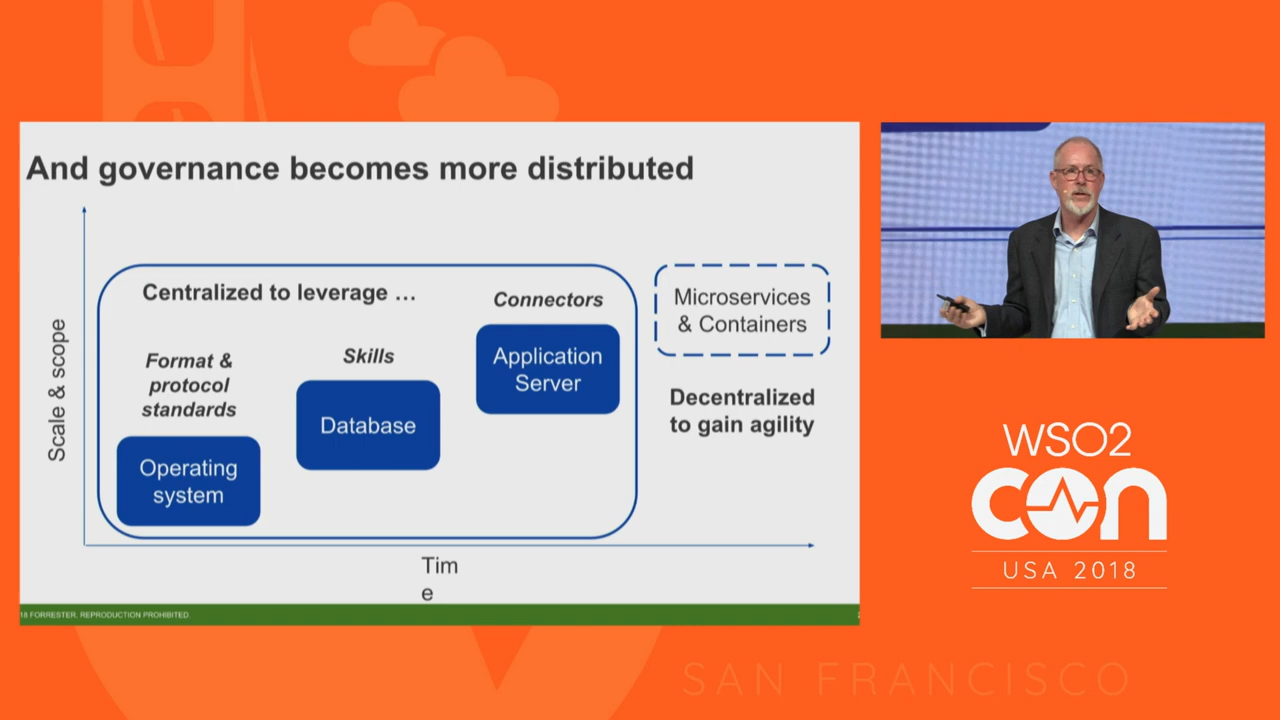 And governance becomes more distributed
Scale & scope
Centralized to leverage …
Format &
protocol
standards
Operating
system
Skills
Database
Connectors
Application
Server
Microservices
& Containers
Decentralized
to gain agility
Tim
e
18 FORRESTER. REPRODUCTION PROHIBITED.
WSO2
con
USA 2018
SAN FRANCISCO